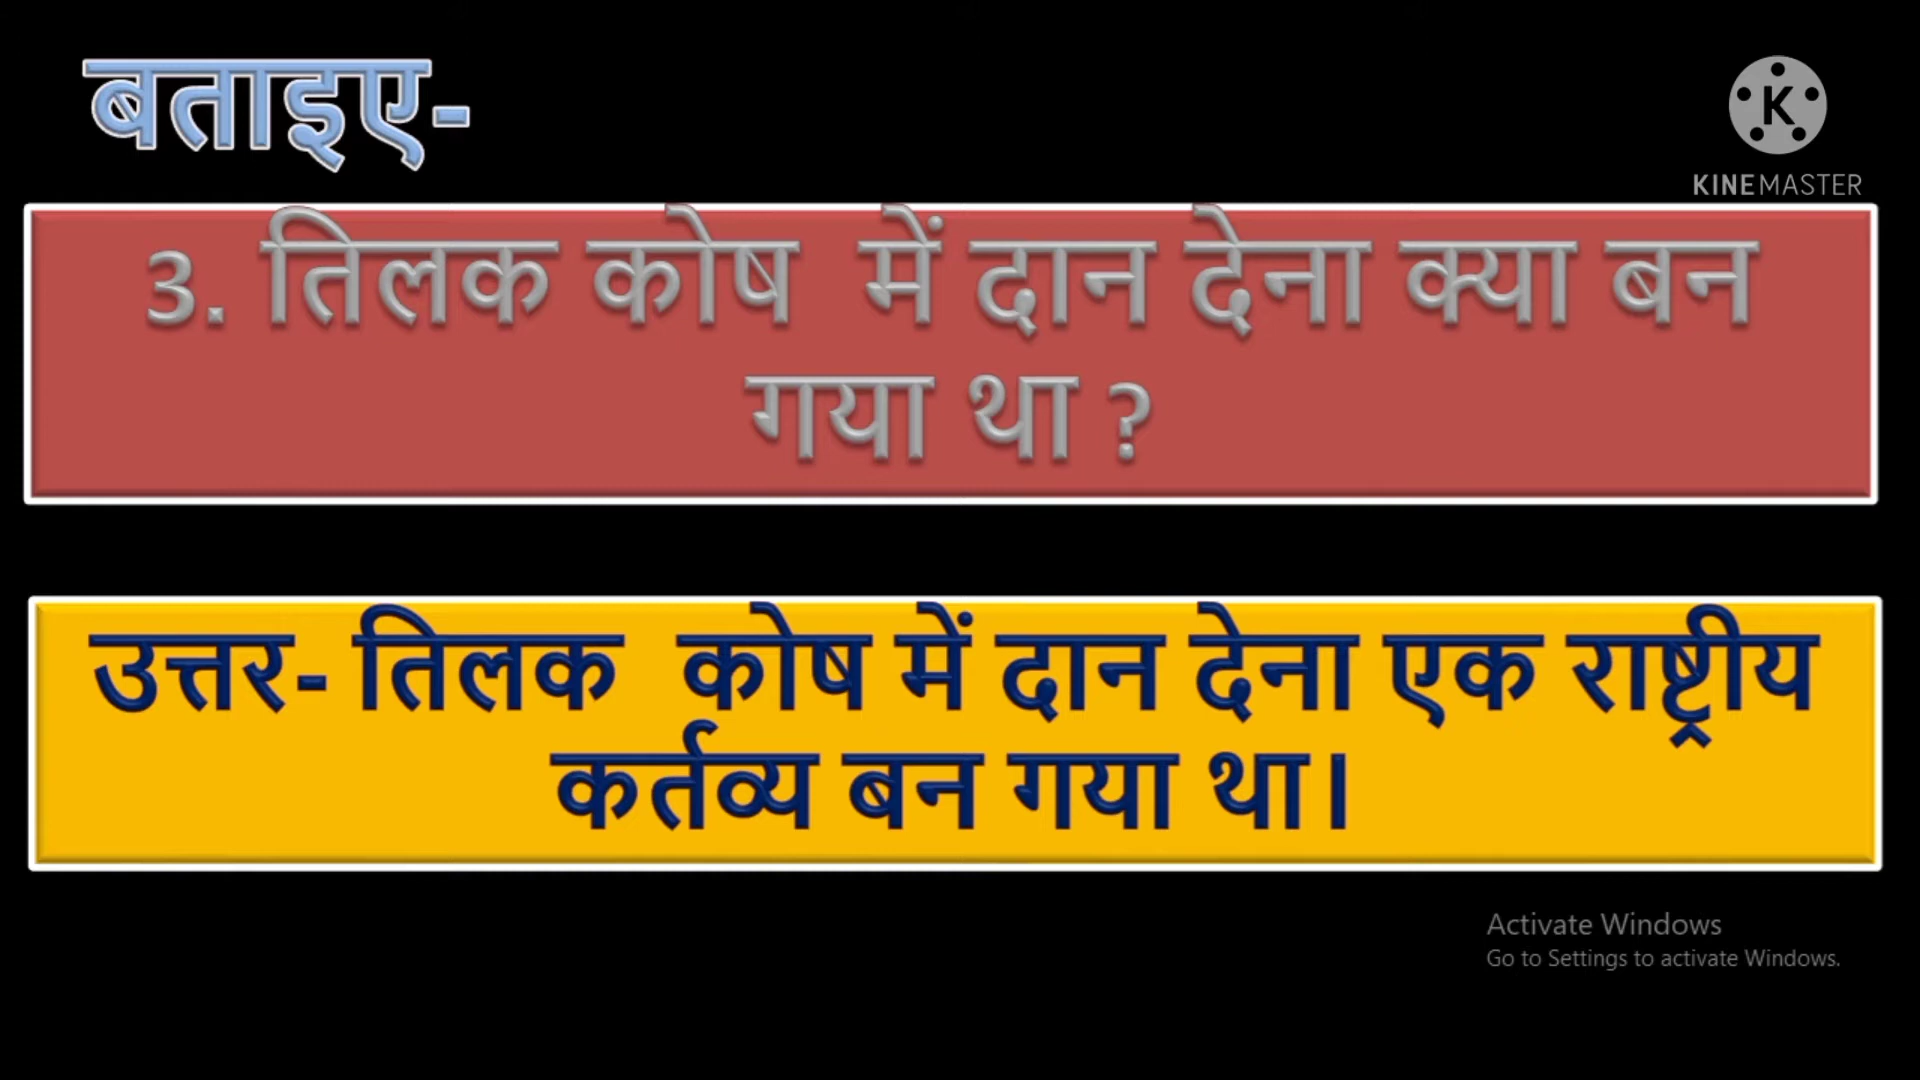 बताइए-
KINEMASTER
3. तिलक कोष में दान देना क्या बन
गया था ?
उत्तर- तिलक कोष में दान देना एक राष्ट्रीय
कर्तव्य बन गया था।
Activate Windows
Go to Settings to activate Windows.